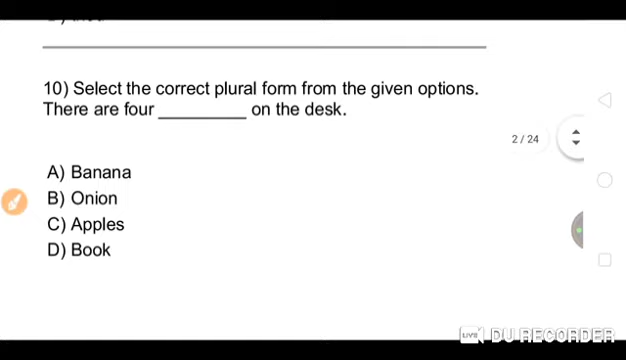 10) Select the correct plural form from the given options.
There are four _________ on the desk.
2 / 24
A) Banana
B) Onion
C) Apples
D) Book
LIVE DU RECORDER